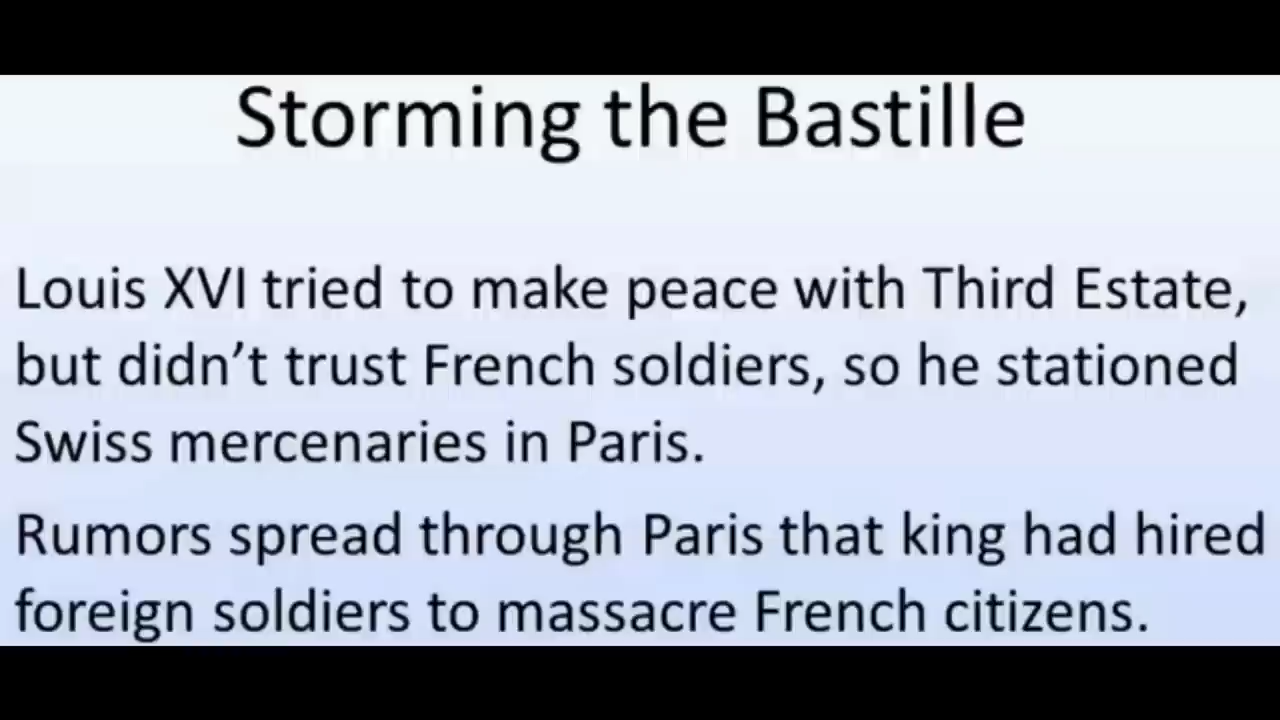 Storming the Bastille
Louis XVI tried to make peace with Third Estate,
but didn’t trust French soldiers, so he stationed
Swiss mercenaries in Paris.
Rumors spread through Paris that king had hired
foreign soldiers to massacre French citizens.